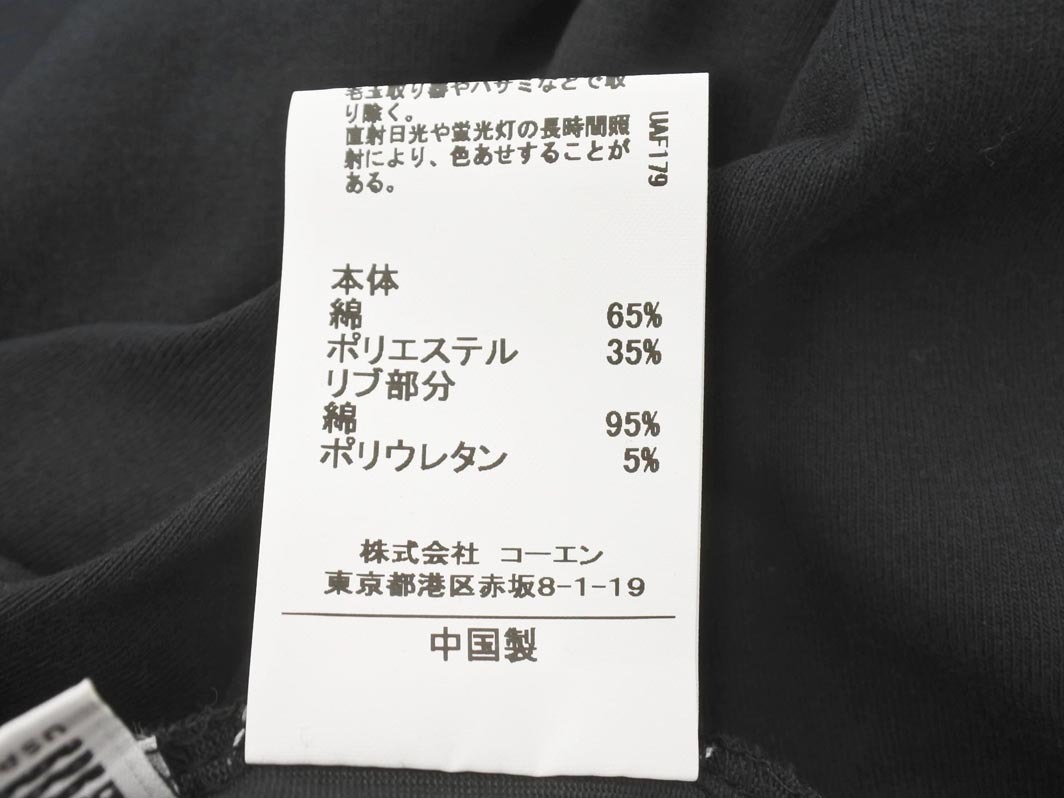 毛玉取り器やハサミなどで取
り除く。
直射日光や蛍光灯の長時間照
射により、色あせすることが
ある。
UAF179
本体
綿 65%
ポリエステル 35%
リブ部分
綿 95%
ポリウレタン 5%
株式会社 コーエン
東京都港区赤坂8-1-19
中国製